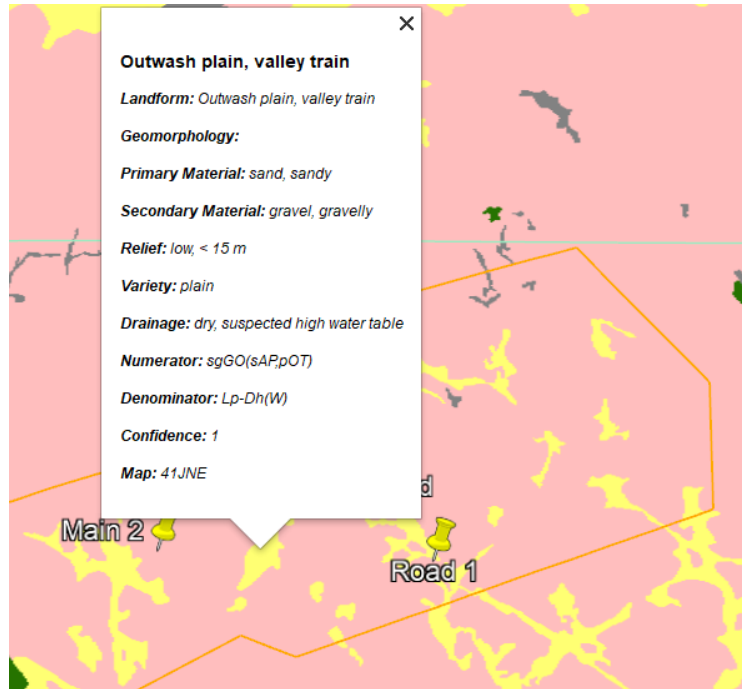 Outwash plain, valley train
Landform: Outwash plain, valley train
Geomorphology:
Primary Material: sand, sandy
Secondary Material: gravel, gravelly
Relief: low, < 15 m
Variety: plain
Drainage: dry, suspected high water table
Numerator: sgGO(sAP,pOT)
Denominator: Lp-Dh(W)
Confidence: 1
Map: 41JNE
Main 2
Road 1